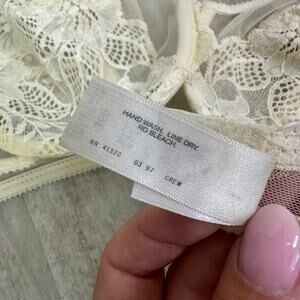 HAND WASH. LINE DRY.
NO BLEACH.
RN 41320 03 97 CREW